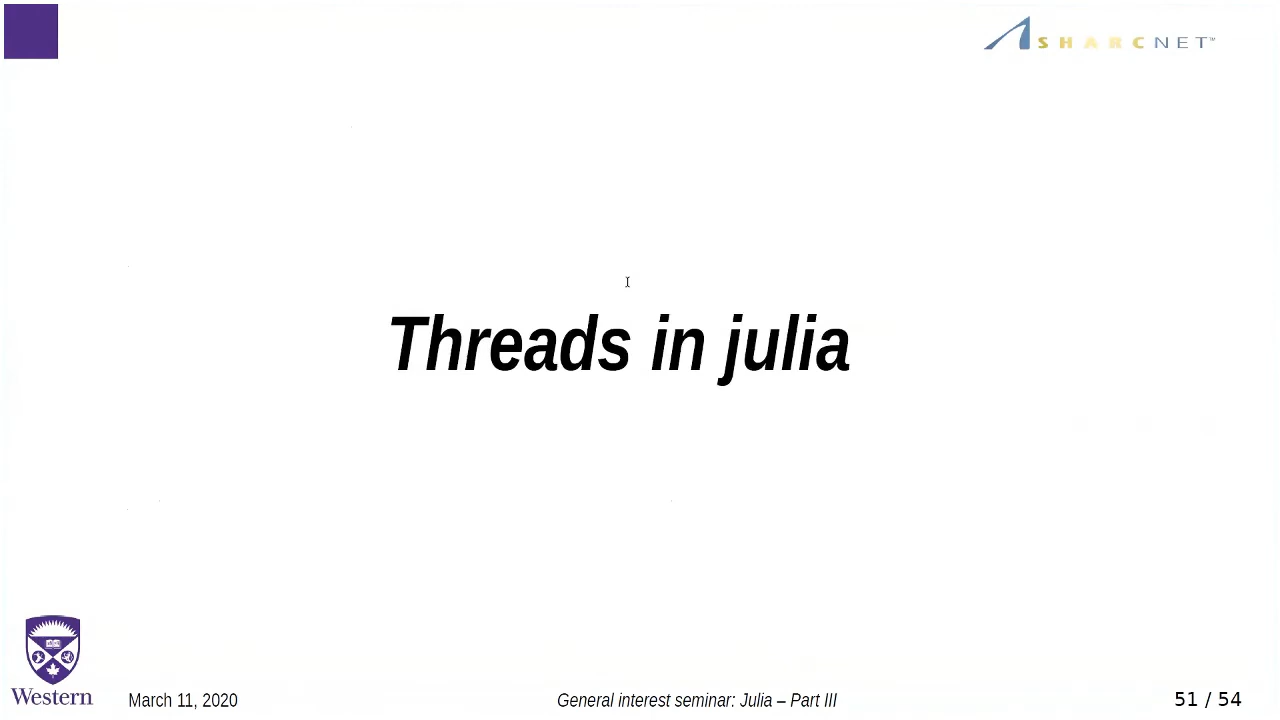 SHARCNET™
Threads in julia
Western
March 11, 2020
General interest seminar: Julia – Part III
51 / 54